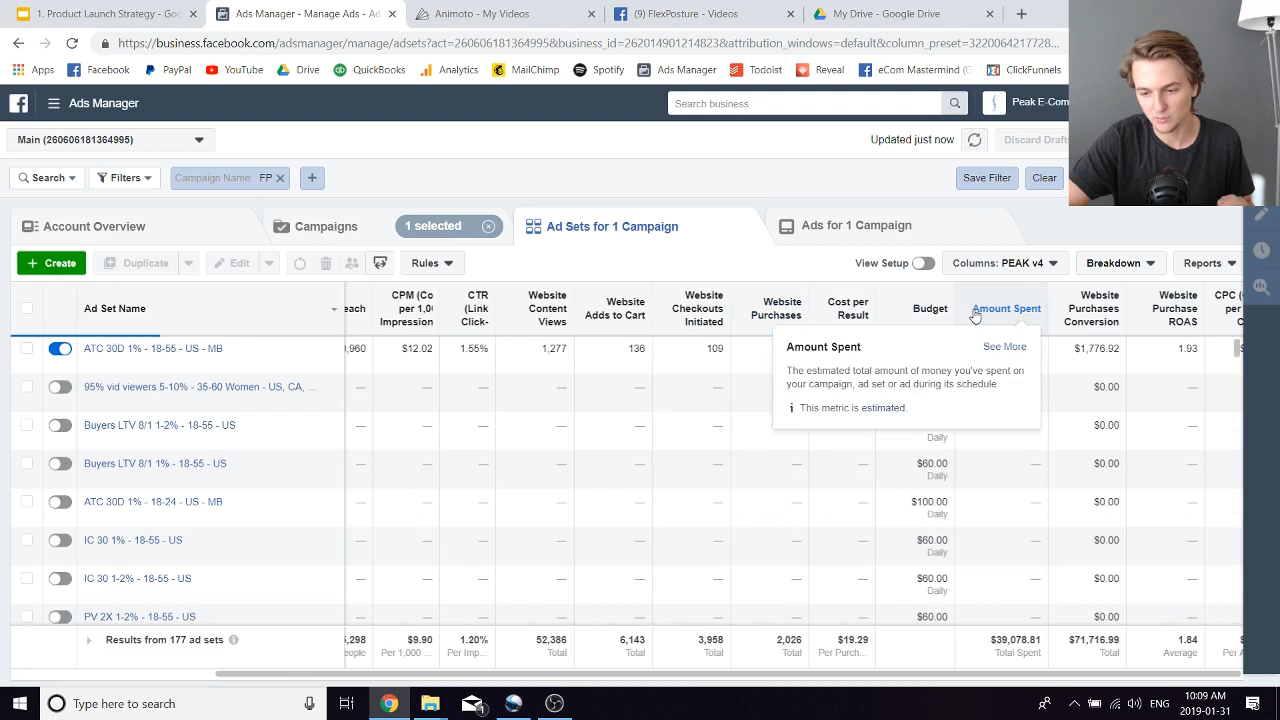 1. Product Launch Strategy - Goo
Ads Manager - Manage Ads - Ad
Animoto - My Videos
(9) FlexPosture - Videos
My Drive - Google Drive
https://business.facebook.com/adsmanager/manage/adsets?act=260606181364995&business_id=262014901214823&attribution_windows=default&column_preset=3220064217728...
Apps
Facebook
PayPal
YouTube
Drive
QuickBooks
Analytics
MailChimp
Spotify
Ads Manager
Todoist
Reveal
eCom Mastermind (G
ClickFunnels
Ads Manager
Search business
Peak E-Com
Main (260606181364995)
Updated just now
Discard Draft
Search
Filters
Campaign Name: FP
Save Filter
Clear
Account Overview
Campaigns
1 selected
Ad Sets for 1 Campaign
Ads for 1 Campaign
Create
Duplicate
Edit
Rules
View Setup
Columns: PEAK v4
Breakdown
Reports
Ad Set Name
each
CPM (Co
per 1,0(
Impression
CTR
(Link
Click-
Website
Content
Views
Website
Adds to Cart
Website
Checkouts
Initiated
Website
Purchases
Cost per
Result
Budget
Amount Spent
Website
Purchases
Conversion
Website
Purchase
ROAS
CPC (
per
C
ATC 30D 1% - 18-55 - US - MB
,960
$12.02
1.55%
1,277
136
109
$1,776.92
1.93
Amount Spent
See More
The estimated total amount of money you've spent on
your campaign, ad set or ad during its schedule.
This metric is estimated.
95% vid viewers 5-10% - 35-60 Women - US, CA, ...
— — — — — $0.00 —
Buyers LTV 8/1 1-2% - 18-55 - US
— — — — — — — — $0.00 —
Daily
Buyers LTV 8/1 1% - 18-55 - US
— — — — — — — — $60.00 — $0.00 —
Daily
ATC 30D 1% - 18-24 - US - MB
— — — — — — — — $100.00 — $0.00 —
Daily
IC 30 1% - 18-55 - US
— — — — — — — — $60.00 — $0.00 —
Daily
IC 30 1-2% - 18-55 - US
— — — — — — — — $60.00 — $0.00 —
Daily
PV 2X 1-2% - 18-55 - US
— — — — — — — — $60.00 — $0.00 —
Results from 177 ad sets
5,298
eople
$9.90
Per 1,000 ...
1.20%
Per Imp...
52,386
Total
6,143
Total
3,958
Total
2,026
Total
$19.29
Per Purch...
$39,078.81
Total Spent
$71,716.99
Total
1.84
Average
Type here to search
10:09 AM
2019-01-31